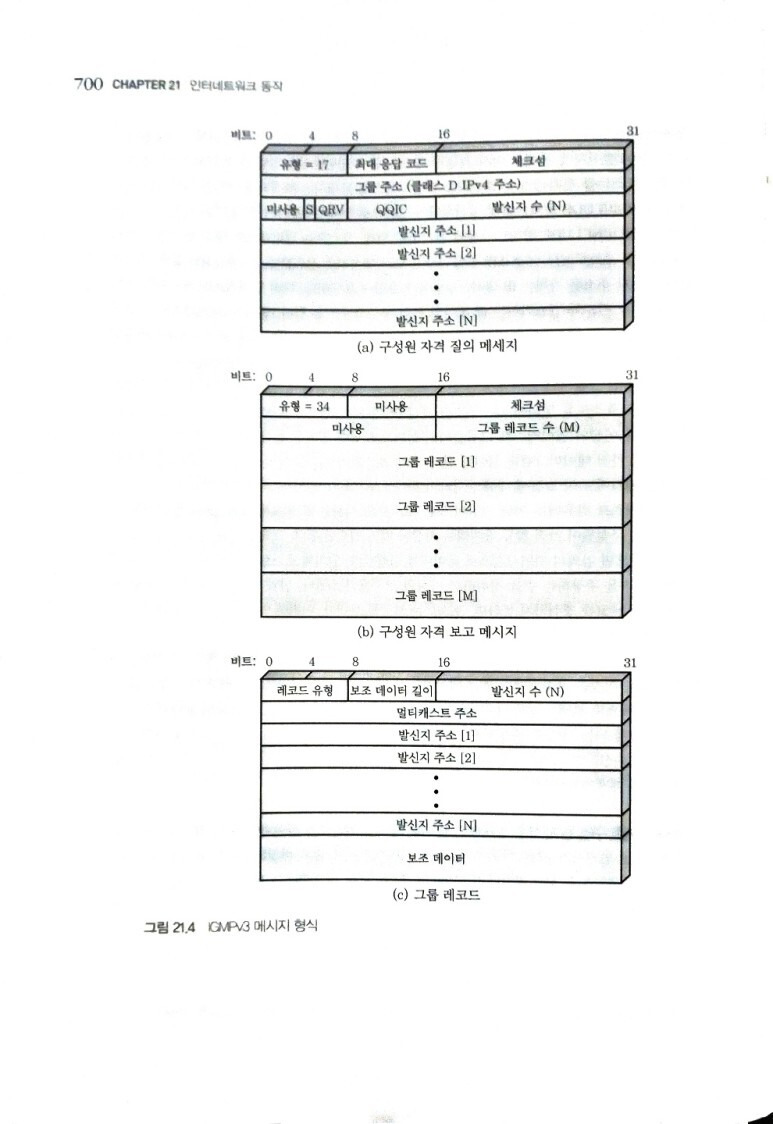 700 CHAPTER 21 인터네트워크 동작
비트: 0 4 8 16 31
유형 = 17 최대 응답 코드 체크섬
그룹 주소 (클래스 D IPv4 주소)
미사용 S QRV QQIC 발신지 수 (N)
발신지 주소 [1]
발신지 주소 [2]
발신지 주소 [N]
(a) 구성원 자격 질의 메세지
비트: 0 4 8 16 31
유형 = 34 미사용 체크섬
미사용 그룹 레코드 수 (M)
그룹 레코드 [1]
그룹 레코드 [2]
그룹 레코드 [M]
(b) 구성원 자격 보고 메시지
비트: 0 4 8 16 31
레코드 유형 보조 데이터 길이 발신지 수 (N)
멀티캐스트 주소
발신지 주소 [1]
발신지 주소 [2]
발신지 주소 [N]
보조 데이터
(c) 그룹 레코드
그림 21.4 IGMPv3 메시지 형식